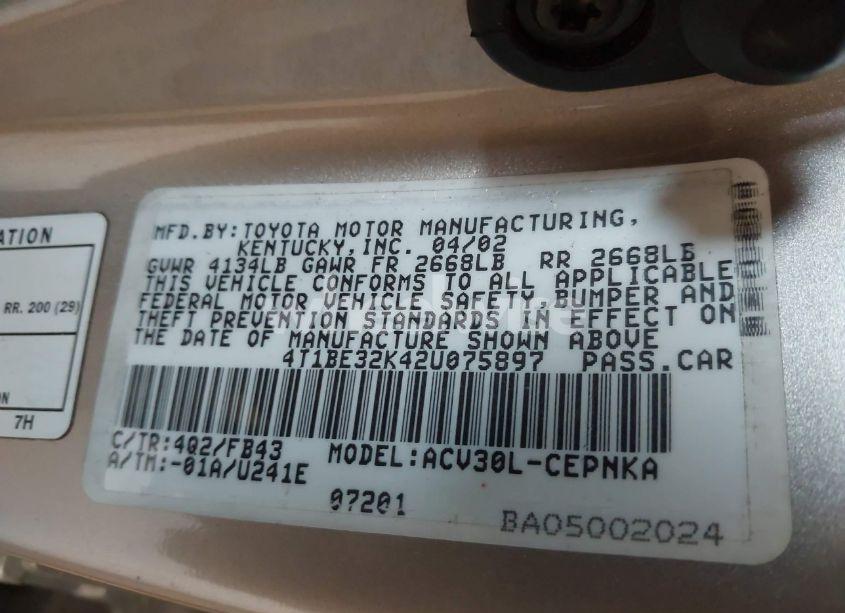 ATION
RR. 200 (29)
ON
7H
MFD.BY:TOYOTA MOTOR MANUFACTURING,
KENTUCKY,INC. 04/02
GVWR 4134LB GAWR FR 2668LB RR 2668LB
THIS VEHICLE CONFORMS TO ALL APPLICABLE
FEDERAL MOTOR VEHICLE SAFETY,BUMPER AND
THEFT PREVENTION STANDARDS IN EFFECT ON
THE DATE OF MANUFACTURE SHOWN ABOVE
4T1BE32K42U075897 PASS.CAR
C/TR:4Q2/FB43 MODEL:ACV30L-CEPNKA
A/TM:-01A/U241E
07201
BA05002024